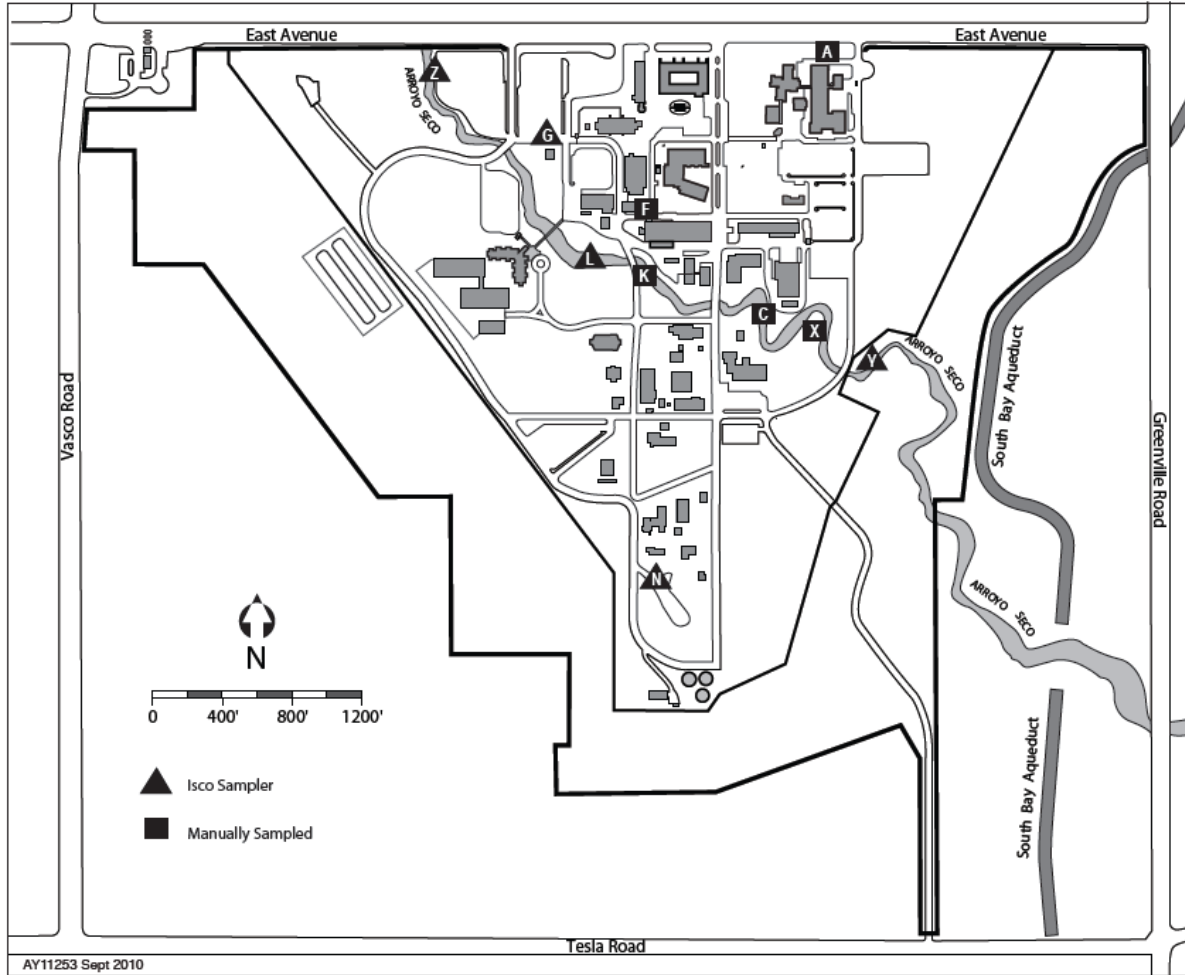 East Avenue
East Avenue
A
Z
ARROYO SECO
G
F
L
K
C
X
Y
ARROYO SECO
South Bay Aqueduct
Vasco Road
Greenville Road
N
ARROYO SECO
N
0 400' 800' 1200'
South Bay Aqueduct
Isco Sampler
Manually Sampled
Tesla Road
AY11253 Sept 2010